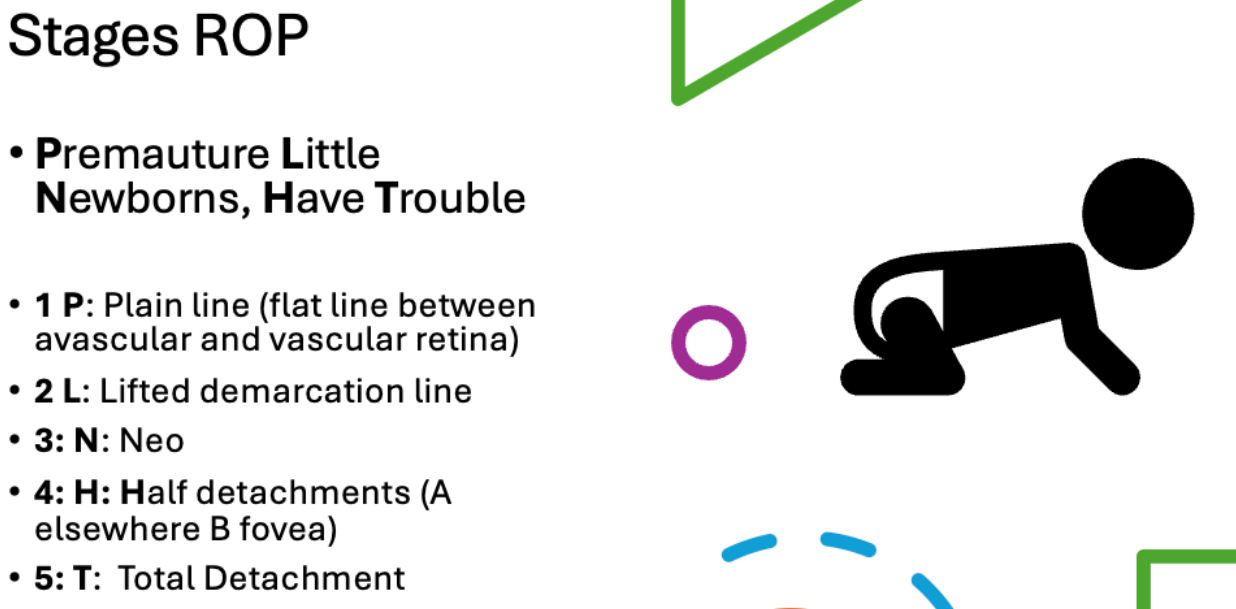 Stages ROP
• Premauture Little
Newborns, Have Trouble
• 1 P: Plain line (flat line between
avascular and vascular retina)
• 2 L: Lifted demarcation line
• 3: N: Neo
• 4: H: Half detachments (A
elsewhere B fovea)
• 5: T:  Total Detachment